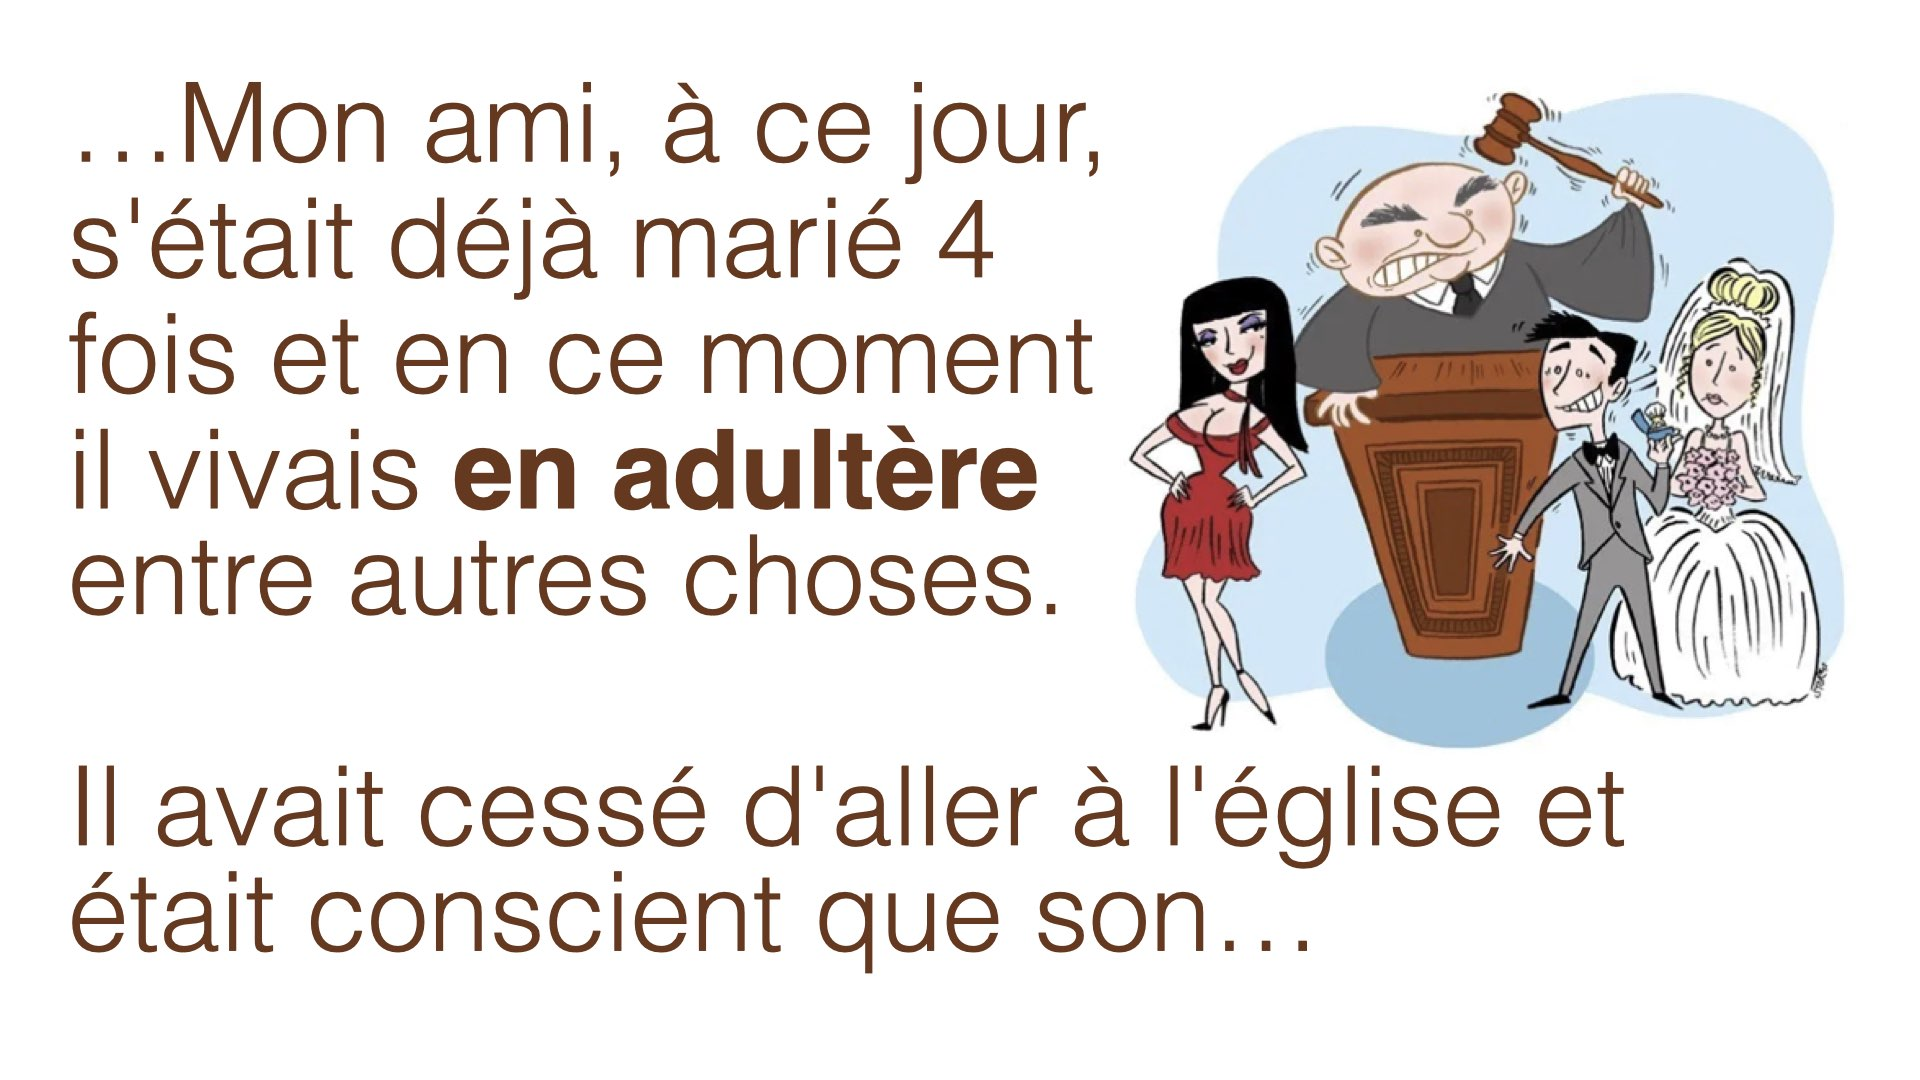 …Mon ami, à ce jour,
s'était déjà marié 4
fois et en ce moment
il vivais en adultère
entre autres choses.
Il avait cessé d'aller à l'église et
était conscient que son…